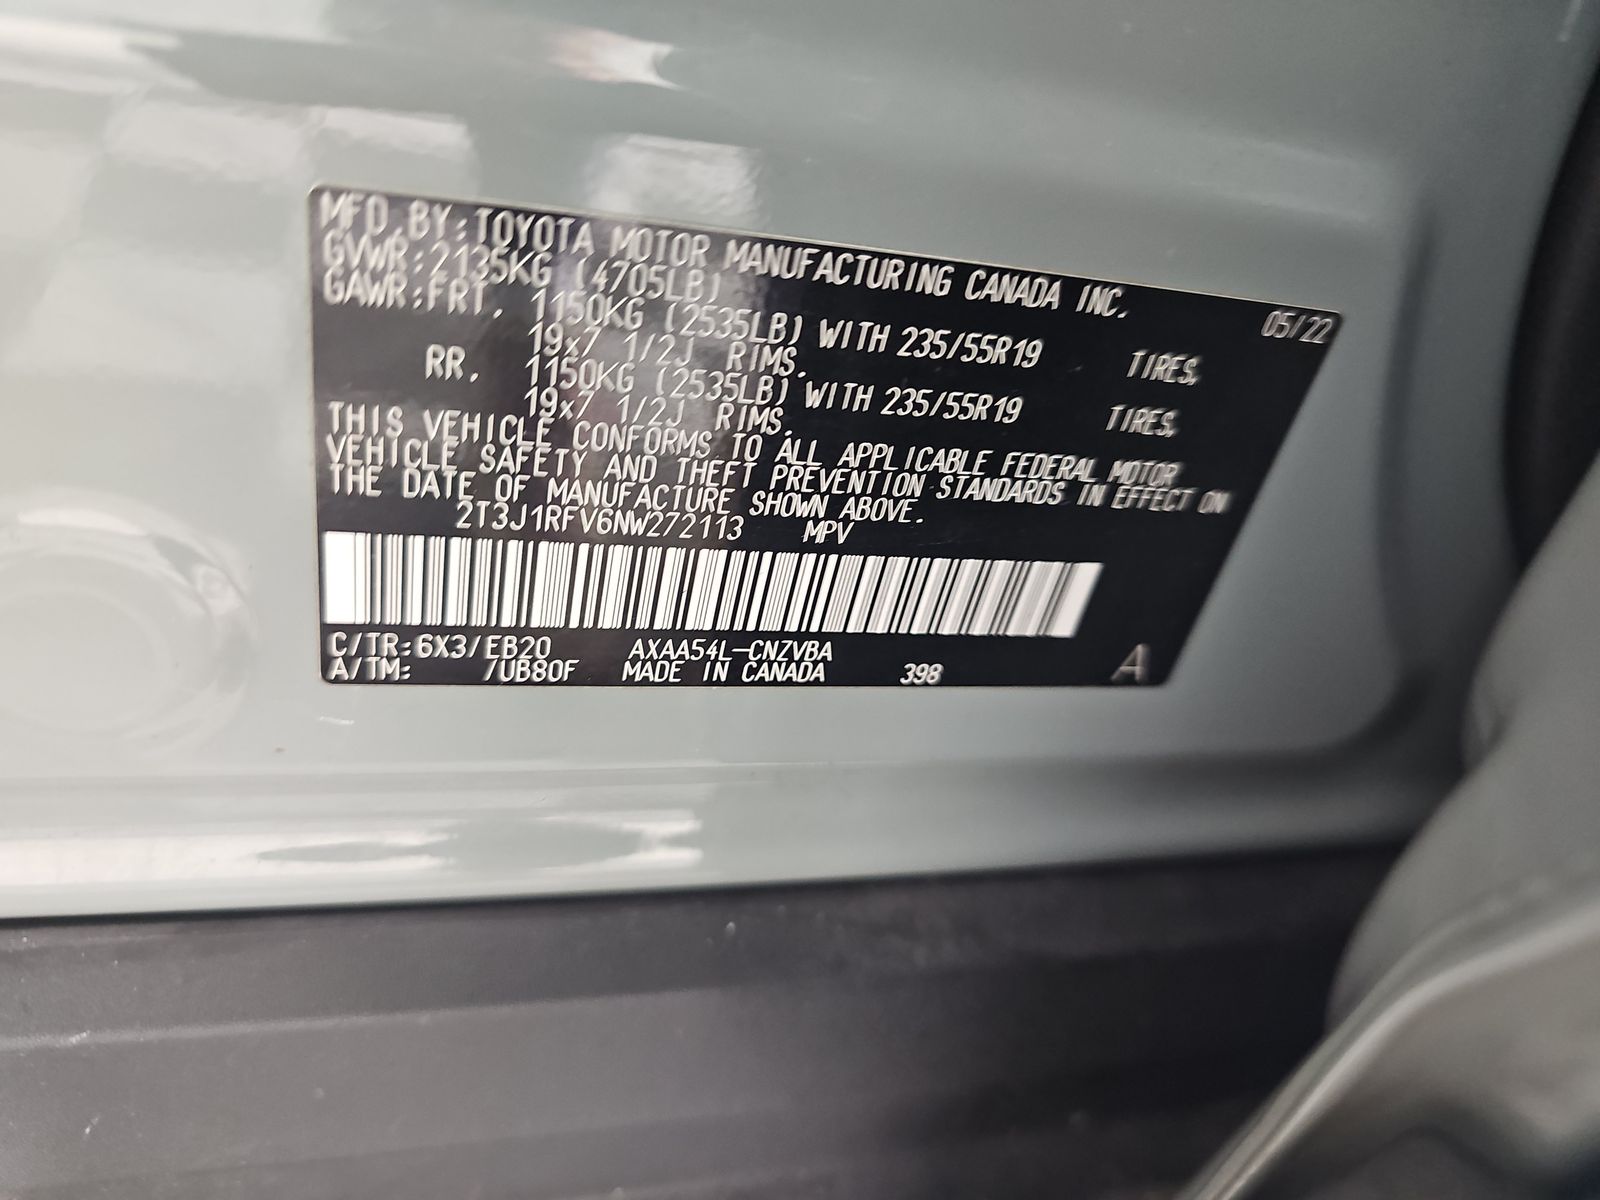 MFD.BY:TOYOTA MOTOR MANUFACTURING CANADA INC. 05/22
GVWR:2135KG (4705LB)
GAWR:FRT. 1150KG (2535LB) WITH 235/55R19 TIRES,
19x7 1/2J RIMS.
RR. 1150KG (2535LB) WITH 235/55R19 TIRES,
19x7 1/2J RIMS.
THIS VEHICLE CONFORMS TO ALL APPLICABLE FEDERAL MOTOR
VEHICLE SAFETY AND THEFT PREVENTION STANDARDS IN EFFECT ON
THE DATE OF MANUFACTURE SHOWN ABOVE.
2T3J1RFV6NW272113 MPV
C/TR:6X3/EB20 AXAA54L-CNZVBA
A/TM: /UB80F MADE IN CANADA 398 A